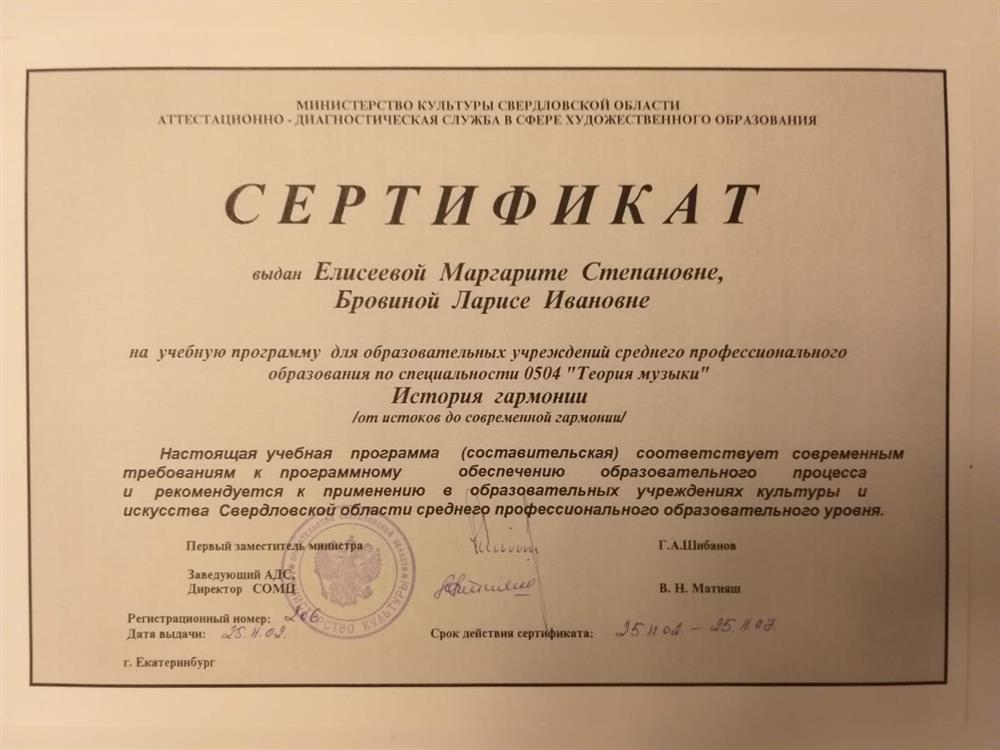 МИНИСТЕРСТВО КУЛЬТУРЫ СВЕРДЛОВСКОЙ ОБЛАСТИ
АТТЕСТАЦИОННО - ДИАГНОСТИЧЕСКАЯ СЛУЖБА В СФЕРЕ ХУДОЖЕСТВЕННОГО ОБРАЗОВАНИЯ
СЕРТИФИКАТ
выдан Елисеевой Маргарите Степановне,
Бровиной Ларисе Ивановне
на учебную программу для образовательных учреждений среднего профессионального
образования по специальности 0504 "Теория музыки"
История гармонии
/от истоков до современной гармонии/
Настоящая учебная программа (составительская) соответствует современным
требованиям к программному обеспечению образовательного процесса
и рекомендуется к применению в образовательных учреждениях культуры и
искусства Свердловской области среднего профессионального образовательного уровня.
Первый заместитель министра Г.А.Шибанов
Заведующий АДС,
Директор СОМЦ В. Н. Матияш
Регистрационный номер: 206
Дата выдачи: 25.11.02. Срок действия сертификата: 25.11.02 – 25.11.07.
г. Екатеринбург
МИНИСТЕРСТВО КУЛЬТУРЫ